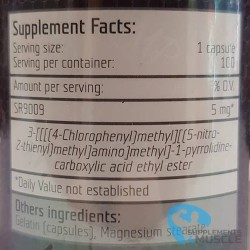 Supplement Facts:
Serving size: 1 capsule
Serving per container: 100
Amount per serving: % D.V
SR9009 5 mg*
3-[[[(4-Chlorophenyl)methyl][(5-nitro-
2-thienyl)methyl]amino]methyl]-1-pyrrolidine-
carboxylic acid ethyl ester
*Daily Value not established
Others ingredients:
Gelatin (capsules), Magnesium stearate,
SUPPLEMENT
MUSCLE